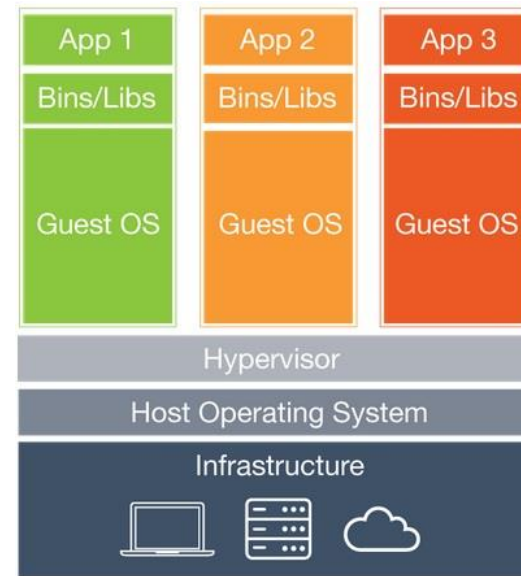 App 1
App 2
App 3
Bins/Libs
Bins/Libs
Bins/Libs
Guest OS
Guest OS
Guest OS
Hypervisor
Host Operating System
Infrastructure